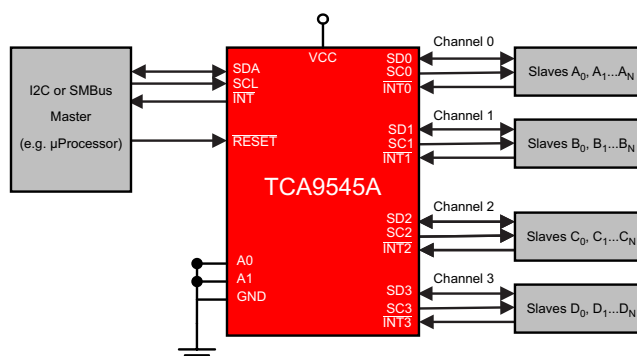 VCC
I2C or SMBus
Master
(e.g. µProcessor)
SDA
SCL
INT
RESET
TCA9545A
A0
A1
GND
SD0
SC0
INT0
Channel 0
Slaves A0, A1...AN
SD1
SC1
INT1
Channel 1
Slaves B0, B1...BN
SD2
SC2
INT2
Channel 2
Slaves C0, C1...CN
SD3
SC3
INT3
Channel 3
Slaves D0, D1...DN